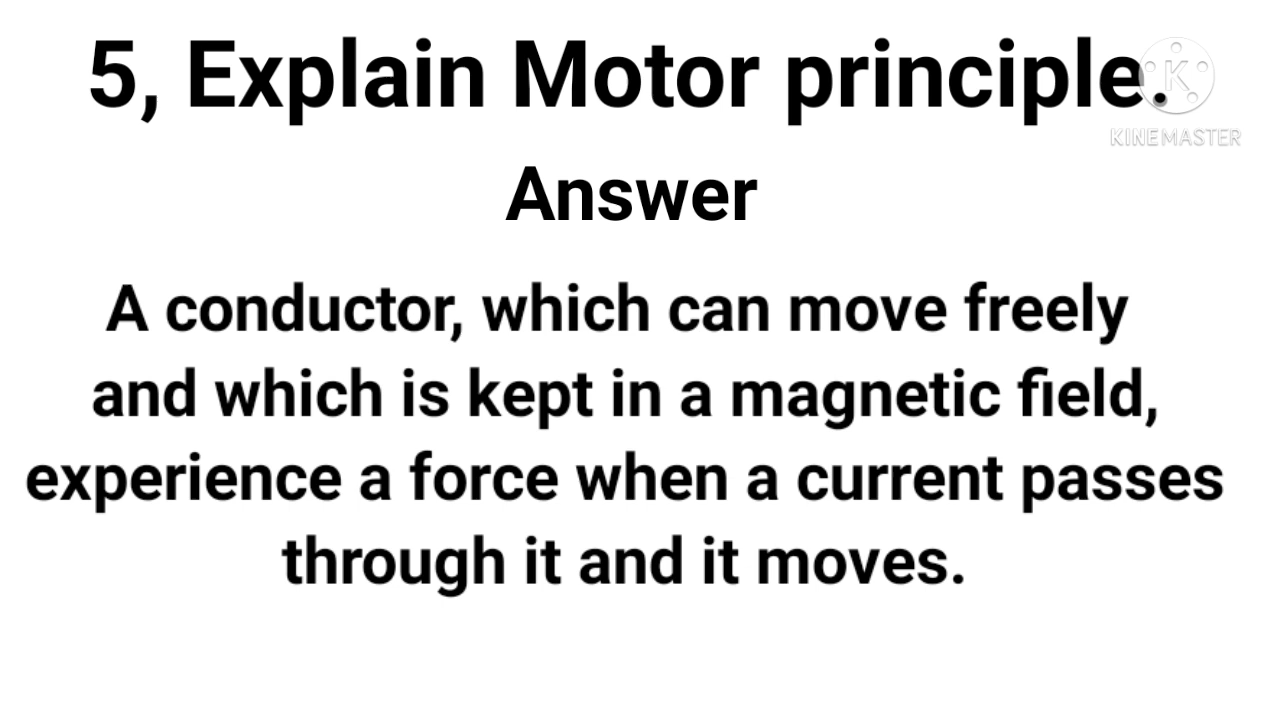 5, Explain Motor principle.
K
KINEMASTER
Answer
A conductor, which can move freely
and which is kept in a magnetic field,
experience a force when a current passes
through it and it moves.